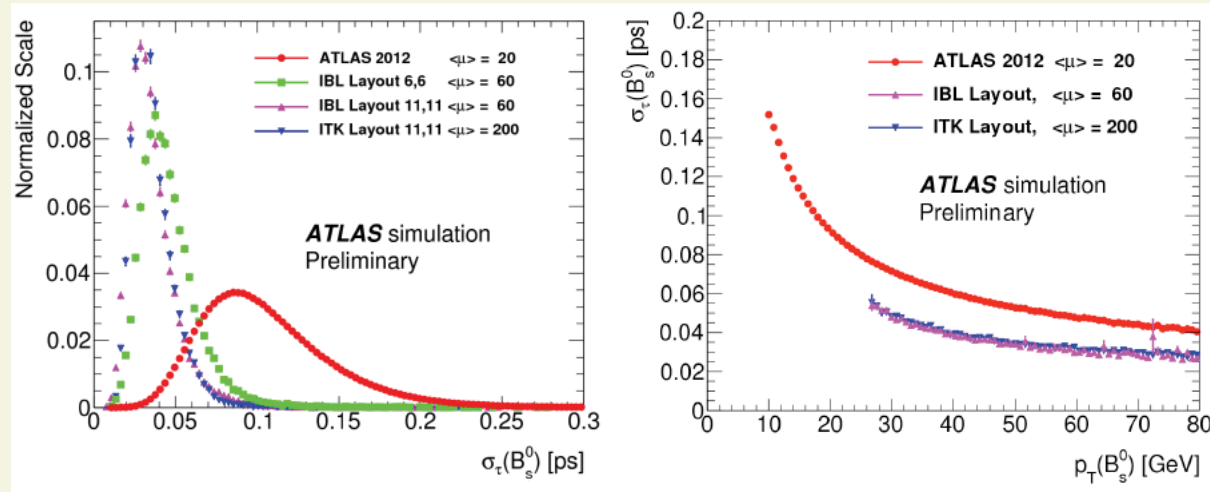 Normalized Scale
0.1
0.08
0.06
0.04
0.02
0
ATLAS 2012 <μ> = 20
IBL Layout 6,6 <μ> = 60
IBL Layout 11,11 <μ> = 60
ITK Layout 11,11 <μ> = 200
ATLAS simulation
Preliminary
0 0.05 0.1 0.15 0.2 0.25 0.3
σ_τ(B_s^0) [ps]
σ_τ(B_s^0) [ps]
0.2
0.18
0.16
0.14
0.12
0.1
0.08
0.06
0.04
0.02
0
ATLAS 2012 <μ> = 20
IBL Layout, <μ> = 60
ITK Layout, <μ> = 200
ATLAS simulation
Preliminary
0 10 20 30 40 50 60 70 80
p_T(B_s^0) [GeV]